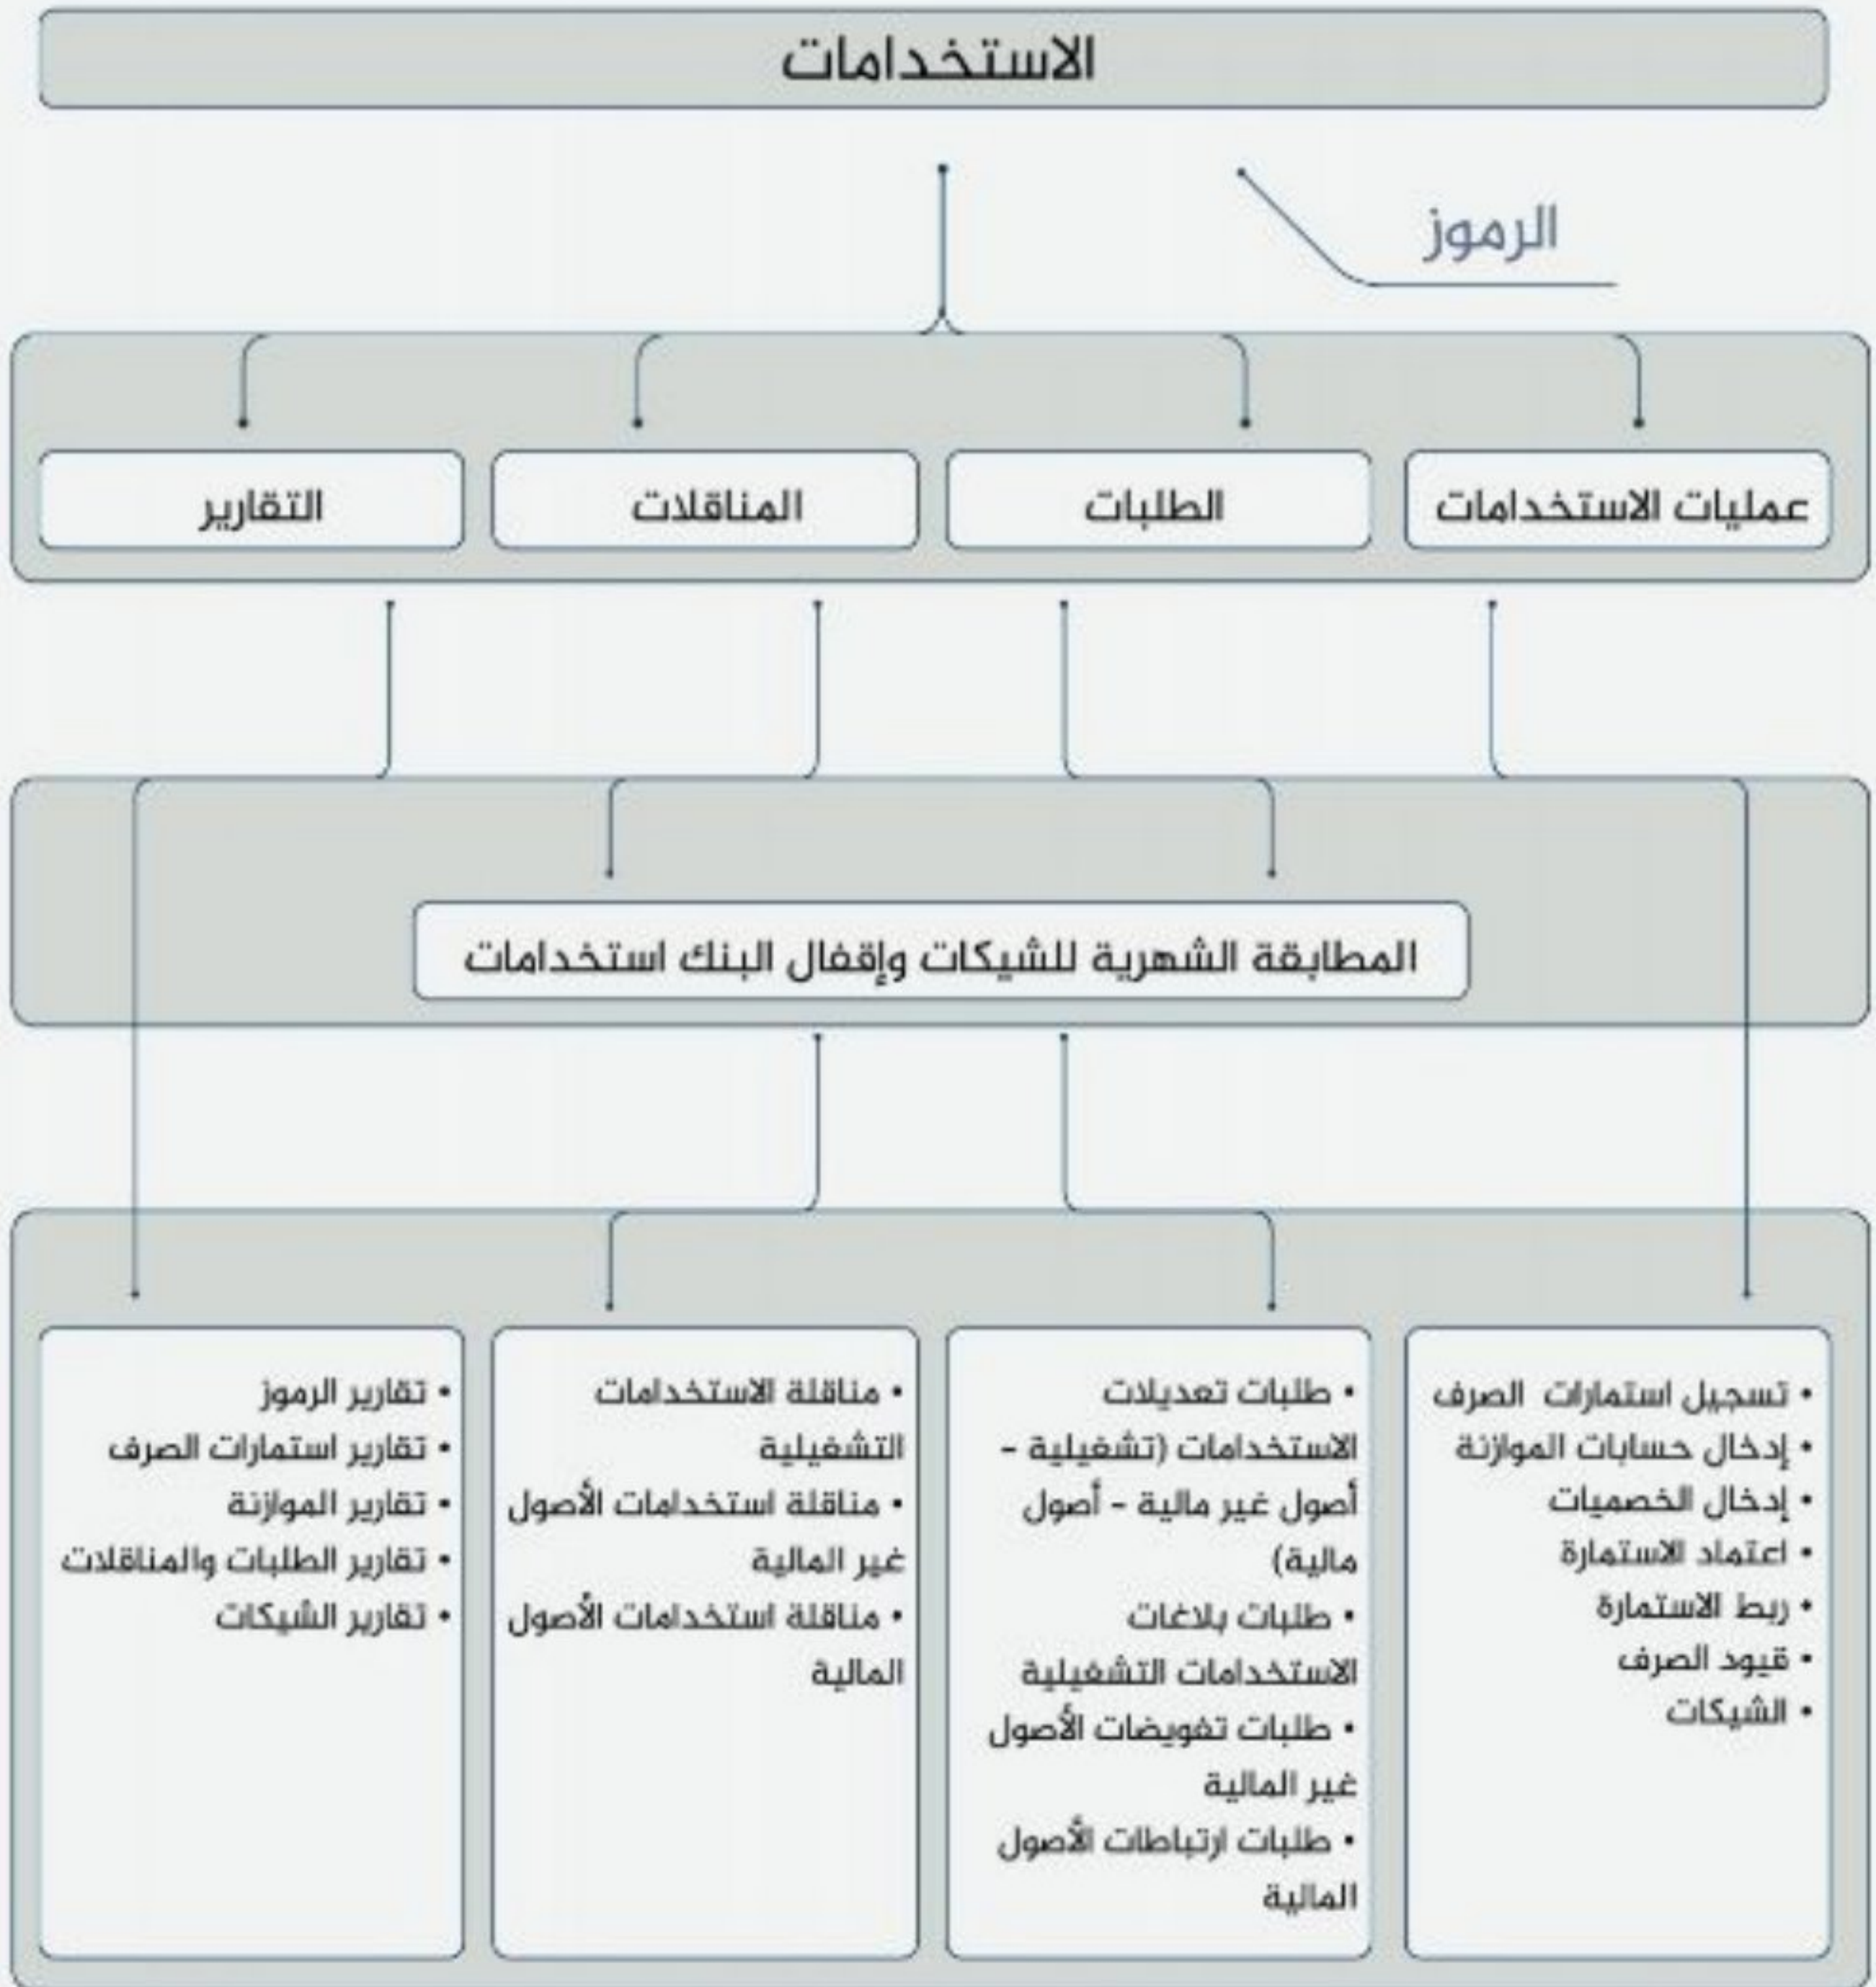 الاستخدامات
الرموز
عمليات الاستخدامات
الطلبات
المناقلات
التقارير
المطابقة الشهرية للشيكات وإقفال البنك استخدامات
• تسجيل استمارات الصرف
• إدخال حسابات الموازنة
• إدخال الخصميات
• اعتماد الاستمارة
• ربط الاستمارة
• قيود الصرف
• الشيكات
• طلبات تعديلات
الاستخدامات (تشغيلية -
أصول غير مالية - أصول
مالية)
• طلبات بلاغات
الاستخدامات التشغيلية
• طلبات تفويضات الأصول
غير المالية
• طلبات ارتباطات الأصول
المالية
• مناقلة الاستخدامات
التشغيلية
• مناقلة استخدامات الأصول
غير المالية
• مناقلة استخدامات الأصول
المالية
• تقارير الرموز
• تقارير استمارات الصرف
• تقارير الموازنة
• تقارير الطلبات والمناقلات
• تقارير الشيكات